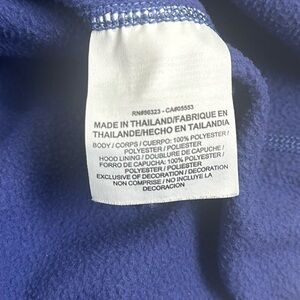 RN#56323 - CA#05553
MADE IN THAILAND/FABRIQUE EN
THAILANDE/HECHO EN TAILANDIA
BODY / CORPS / CUERPO: 100% POLYESTER /
POLYESTER / POLIESTER
HOOD LINING / DOUBLURE DE CAPUCHE /
FORRO DE CAPUCHA: 100% POLYESTER /
POLYESTER / POLIESTER
EXCLUSIVE OF DECORATION / DECORATION
NON COMPRISE / NO INCLUYE LA
DECORACION